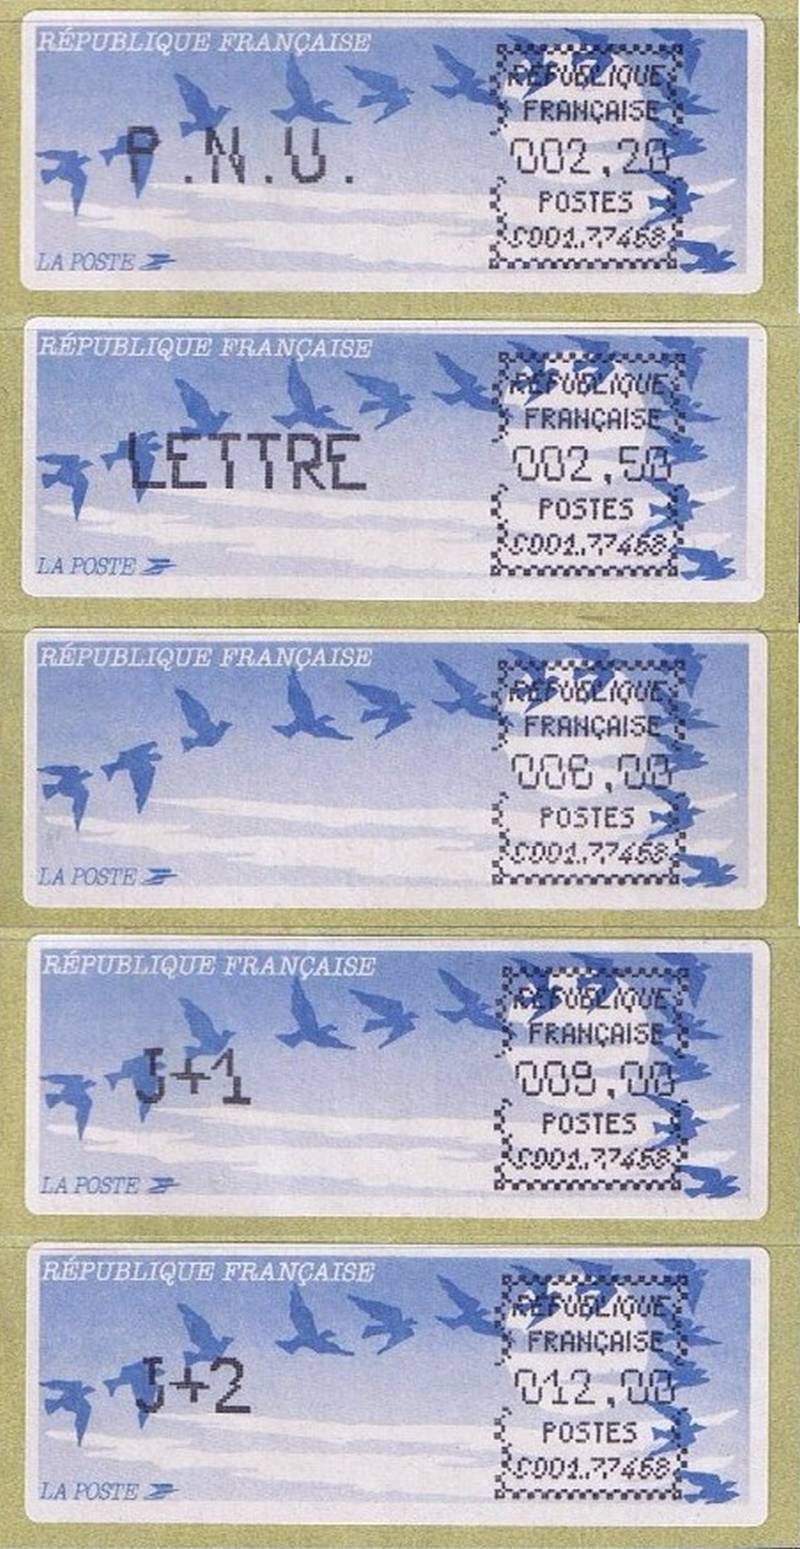 RÉPUBLIQUE FRANÇAISE
P.N.U.
LA POSTE
RÉPUBLIQUE
FRANÇAISE
002,20
POSTES
C001.77468
RÉPUBLIQUE FRANÇAISE
LETTRE
LA POSTE
RÉPUBLIQUE
FRANÇAISE
002,50
POSTES
C001.77468
RÉPUBLIQUE FRANÇAISE
LA POSTE
RÉPUBLIQUE
FRANÇAISE
006,00
POSTES
C001.77468
RÉPUBLIQUE FRANÇAISE
J+1
LA POSTE
RÉPUBLIQUE
FRANÇAISE
009,00
POSTES
C001.77468
RÉPUBLIQUE FRANÇAISE
J+2
LA POSTE
RÉPUBLIQUE
FRANÇAISE
012,00
POSTES
C001.77468